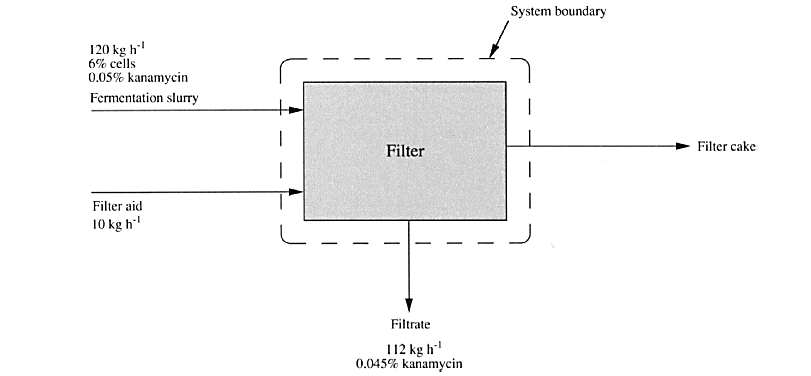 System boundary
120 kg h⁻¹
6% cells
0.05% kanamycin
Fermentation slurry
Filter
Filter cake
Filter aid
10 kg h⁻¹
Filtrate
112 kg h⁻¹
0.045% kanamycin